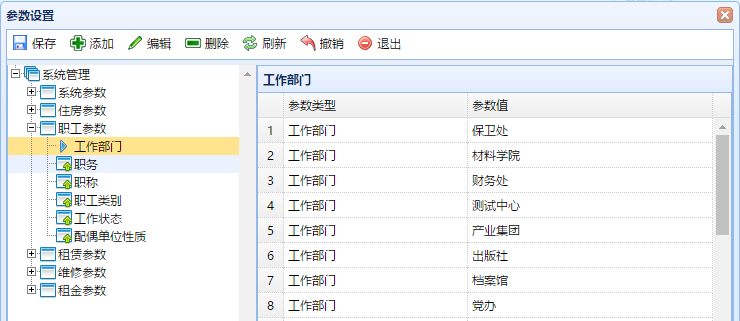 参数设置
保存 添加 编辑 删除 刷新 撤销 退出
系统管理
系统参数
住房参数
职工参数
工作部门
职务
职称
职工类别
工作状态
配偶单位性质
租赁参数
维修参数
租金参数
工作部门
参数类型 参数值
1 工作部门 保卫处
2 工作部门 材料学院
3 工作部门 财务处
4 工作部门 测试中心
5 工作部门 产业集团
6 工作部门 出版社
7 工作部门 档案馆
8 工作部门 党办